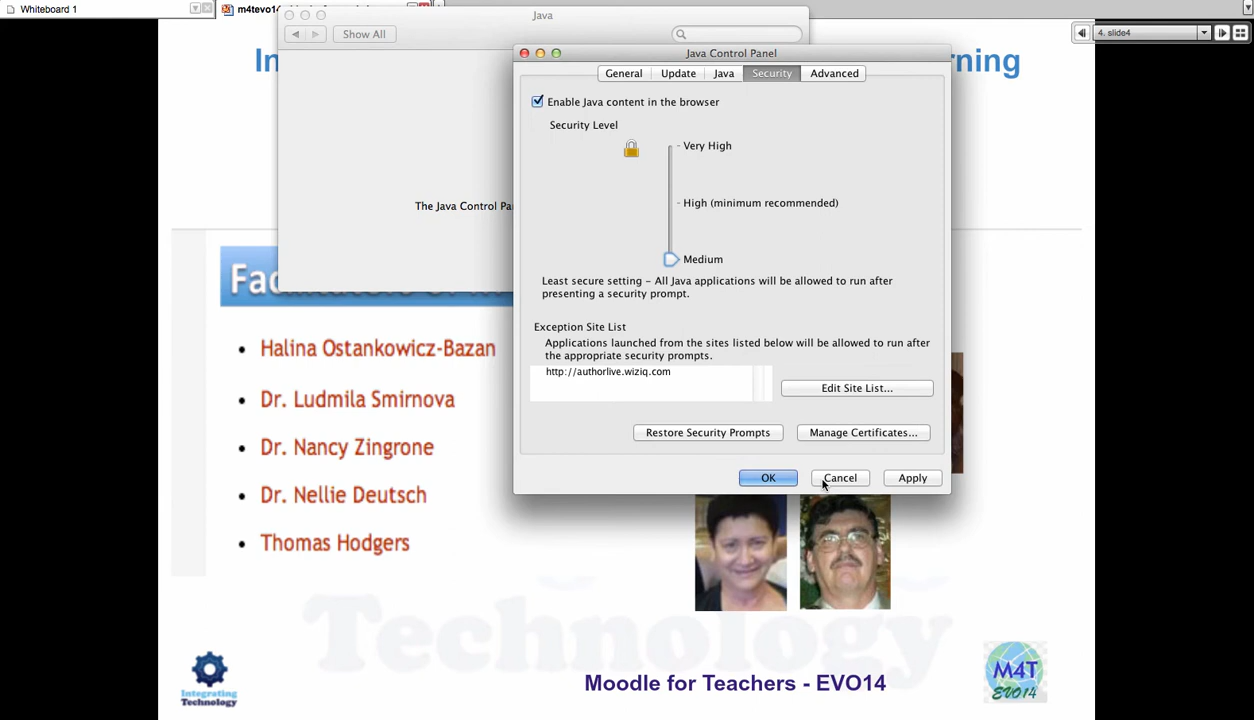 Whiteboard 1
m4tevo14
Java
Show All
4. slide4
In
rning
Java Control Panel
General
Update
Java
Security
Advanced
Enable Java content in the browser
Security Level
Very High
High (minimum recommended)
The Java Control Pa
Medium
Least secure setting - All Java applications will be allowed to run after
presenting a security prompt.
Exception Site List
Applications launched from the sites listed below will be allowed to run after
the appropriate security prompts.
http://authorlive.wiziq.com
Edit Site List...
Restore Security Prompts
Manage Certificates...
OK
Cancel
Apply
• Halina Ostankowicz-Bazan
• Dr. Ludmila Smirnova
• Dr. Nancy Zingrone
• Dr. Nellie Deutsch
• Thomas Hodgers
Technology
Integrating
Technology
Moodle for Teachers - EVO14
M4T
EVO14